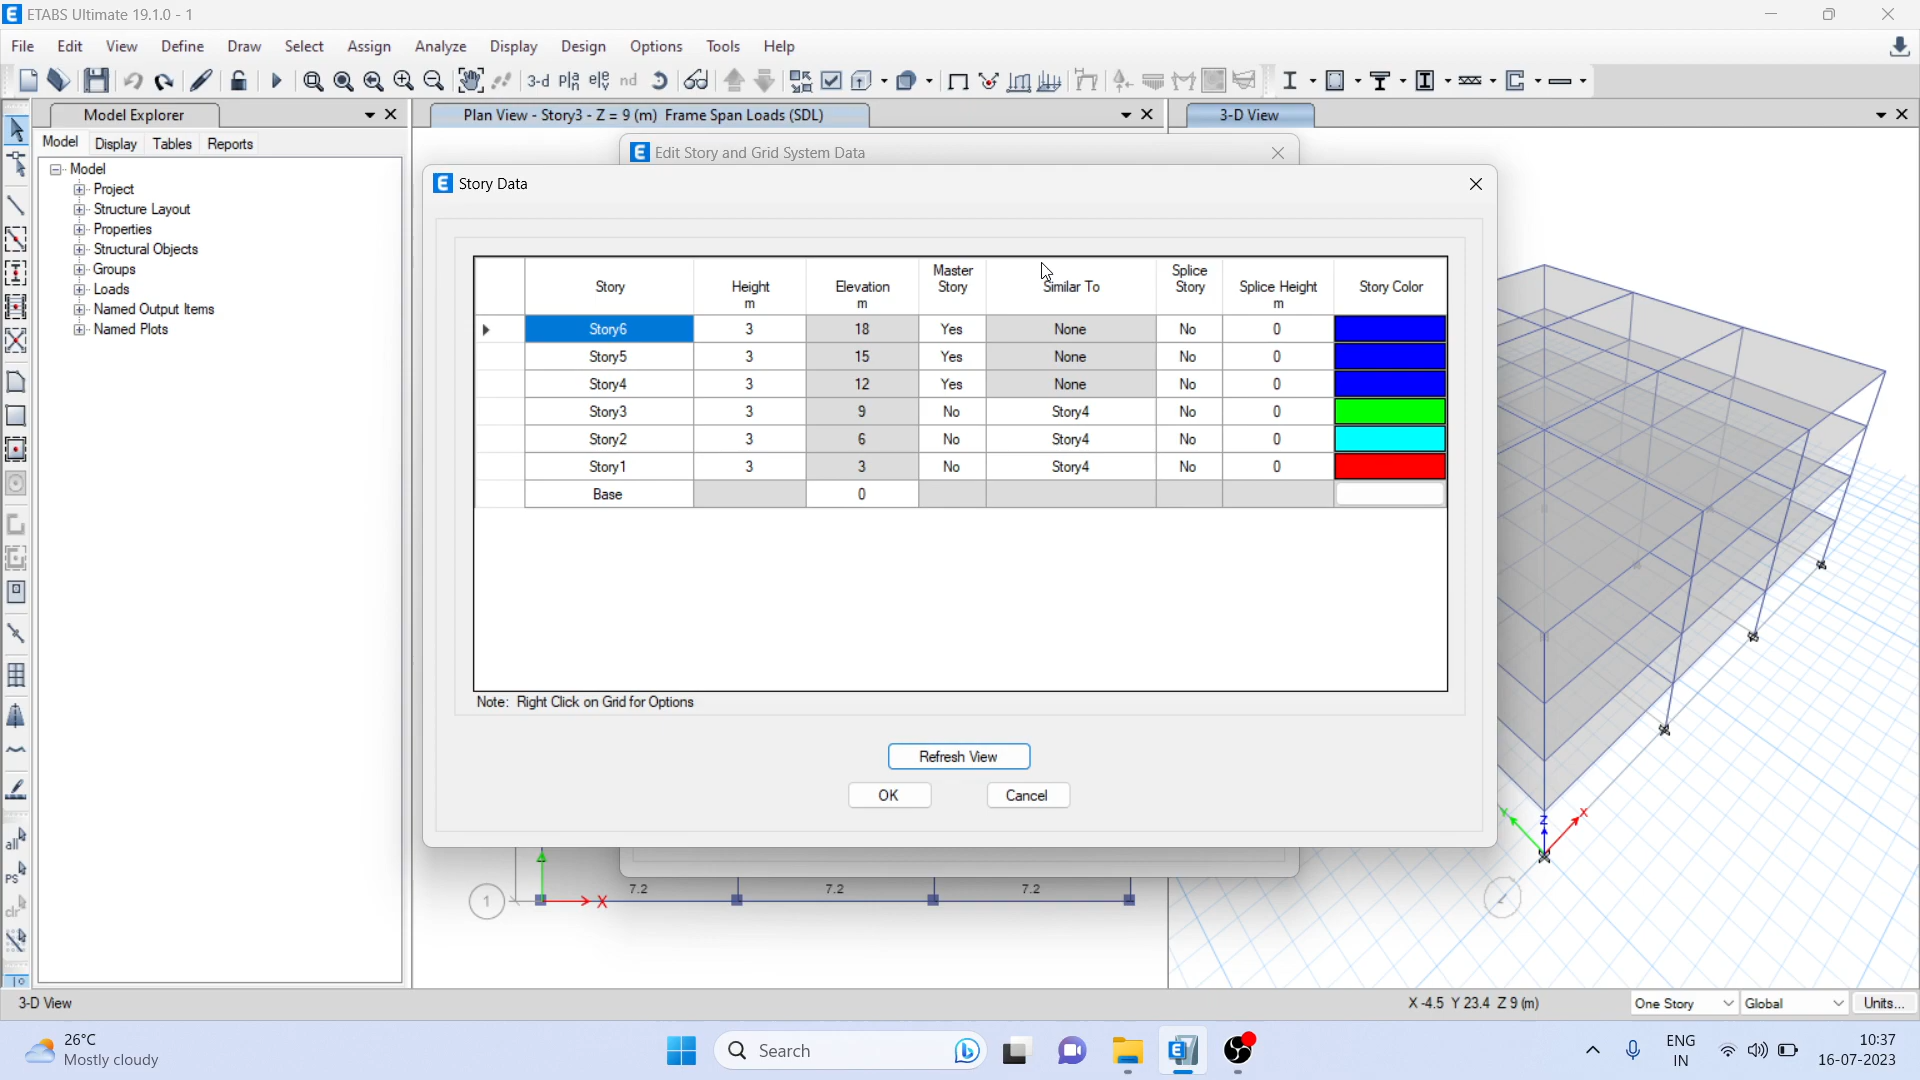 ETABS Ultimate 19.1.0 - 1
File Edit View Define Draw Select Assign Analyze Display Design Options Tools Help
3-d nd
Model Explorer
Plan View - Story3 - Z = 9 (m) Frame Span Loads (SDL)
3-D View
Model Display Tables Reports
Model
Project
Structure Layout
Properties
Structural Objects
Groups
Loads
Named Output Items
Named Plots
Edit Story and Grid System Data
Story Data
Story Height m Elevation m Master Story Similar To Splice Story Splice Height m Story Color
Story6 3 18 Yes None No 0
Story5 3 15 Yes None No 0
Story4 3 12 Yes None No 0
Story3 3 9 No Story4 No 0
Story2 3 6 No Story4 No 0
Story1 3 3 No Story4 No 0
Base 0
Note: Right Click on Grid for Options
Refresh View
OK Cancel
all
PS
clr
1 X 7.2 7.2 7.2
Y Z X
3-D View
X -4.5 Y 23.4 Z 9 (m)
One Story Global Units...
26°C
Mostly cloudy
Search
ENG
IN
10:37
16-07-2023